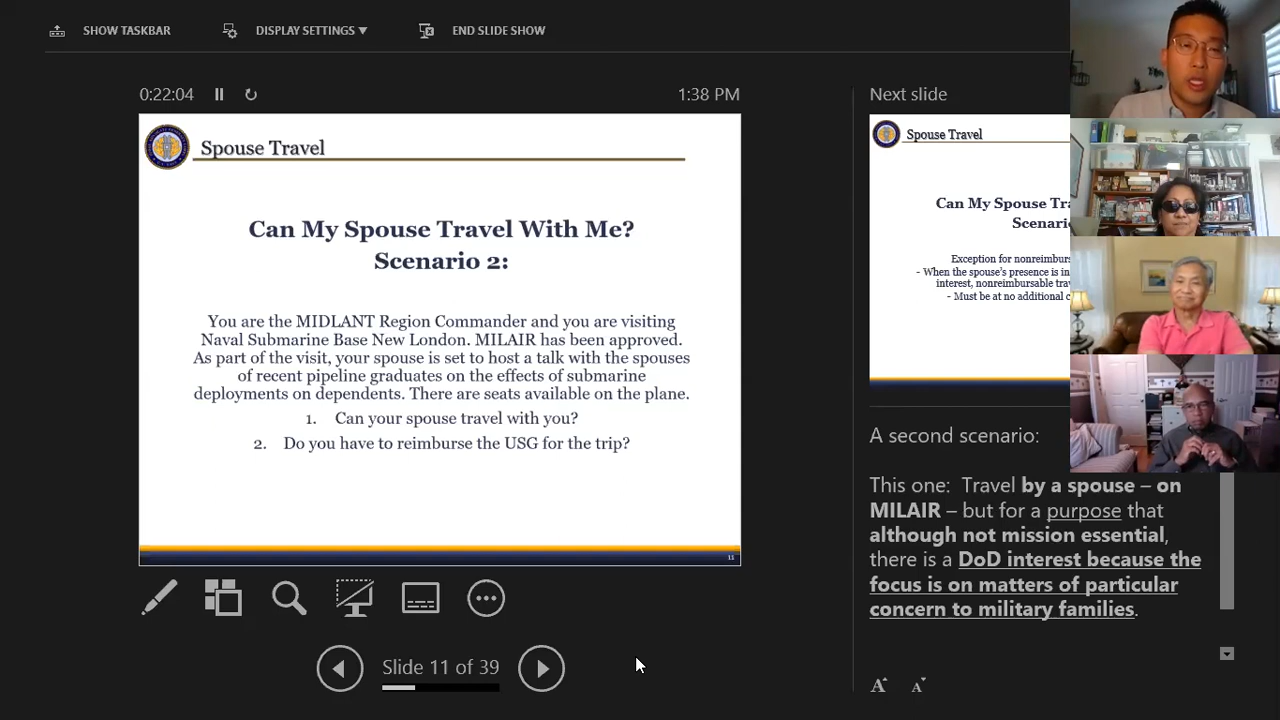 SHOW TASKBAR
DISPLAY SETTINGS
END SLIDE SHOW
0:22:04
1:38 PM
Spouse Travel
Can My Spouse Travel With Me?
Scenario 2:
You are the MIDLANT Region Commander and you are visiting
Naval Submarine Base New London. MILAIR has been approved.
As part of the visit, your spouse is set to host a talk with the spouses
of recent pipeline graduates on the effects of submarine
deployments on dependents. There are seats available on the plane.
1. Can your spouse travel with you?
2. Do you have to reimburse the USG for the trip?
11
Slide 11 of 39
Next slide
Spouse Travel
Can My Spouse
Scenario
Exception for
- When the spouse's presence is in
interest, nonreimbursable
- Must be at no additional
A second scenario:
This one: Travel by a spouse – on
MILAIR – but for a purpose that
although not mission essential,
there is a DoD interest because the
focus is on matters of particular
concern to military families.
A A